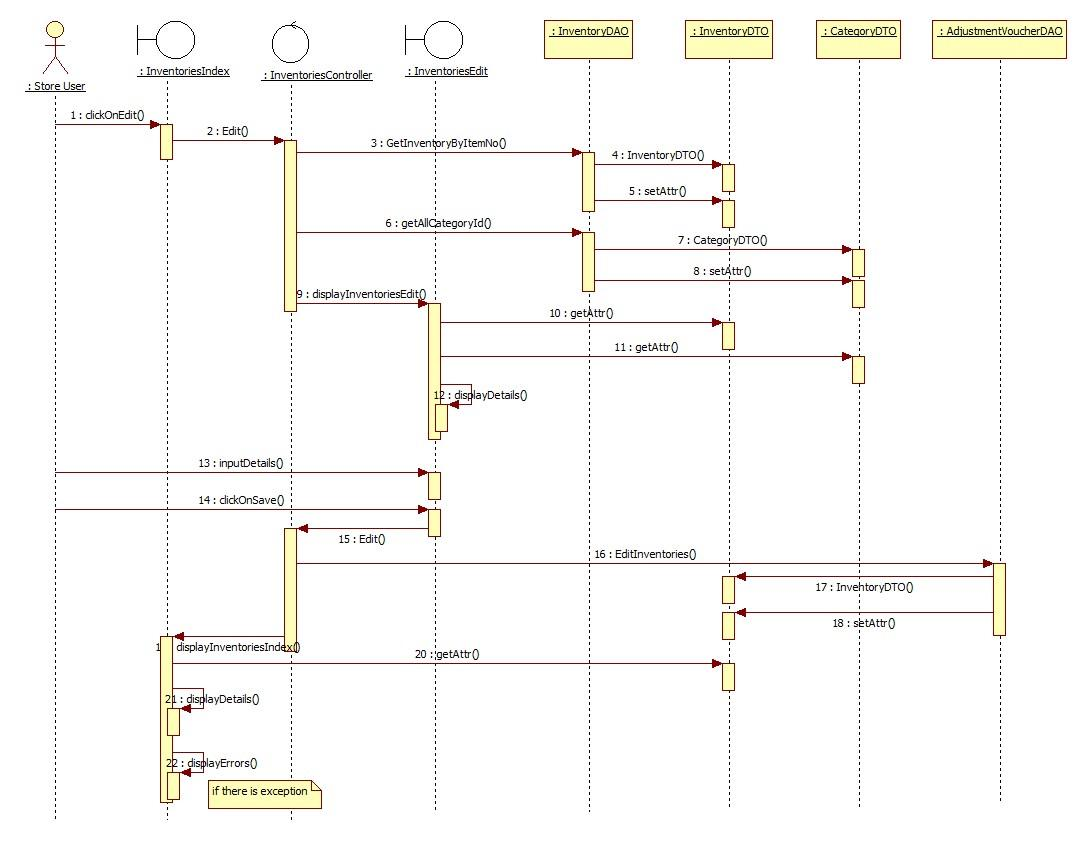 : InventoryDAO
: InventoryDTO
: CategoryDTO
: AdjustmentVoucherDAO
: InventoriesIndex
: InventoriesController
: InventoriesEdit
: Store User
1 : clickOnEdit()
2 : Edit()
3 : GetInventoryByItemNo()
4 : InventoryDTO()
5 : setAttr()
6 : getAllCategoryId()
7 : CategoryDTO()
8 : setAttr()
9 : displayInventoriesEdit()
10 : getAttr()
11 : getAttr()
12 : displayDetails()
13 : inputDetails()
14 : clickOnSave()
15 : Edit()
16 : EditInventories()
17 : InventoryDTO()
18 : setAttr()
displayInventoriesIndex()
20 : getAttr()
21 : displayDetails()
22 : displayErrors()
if there is exception